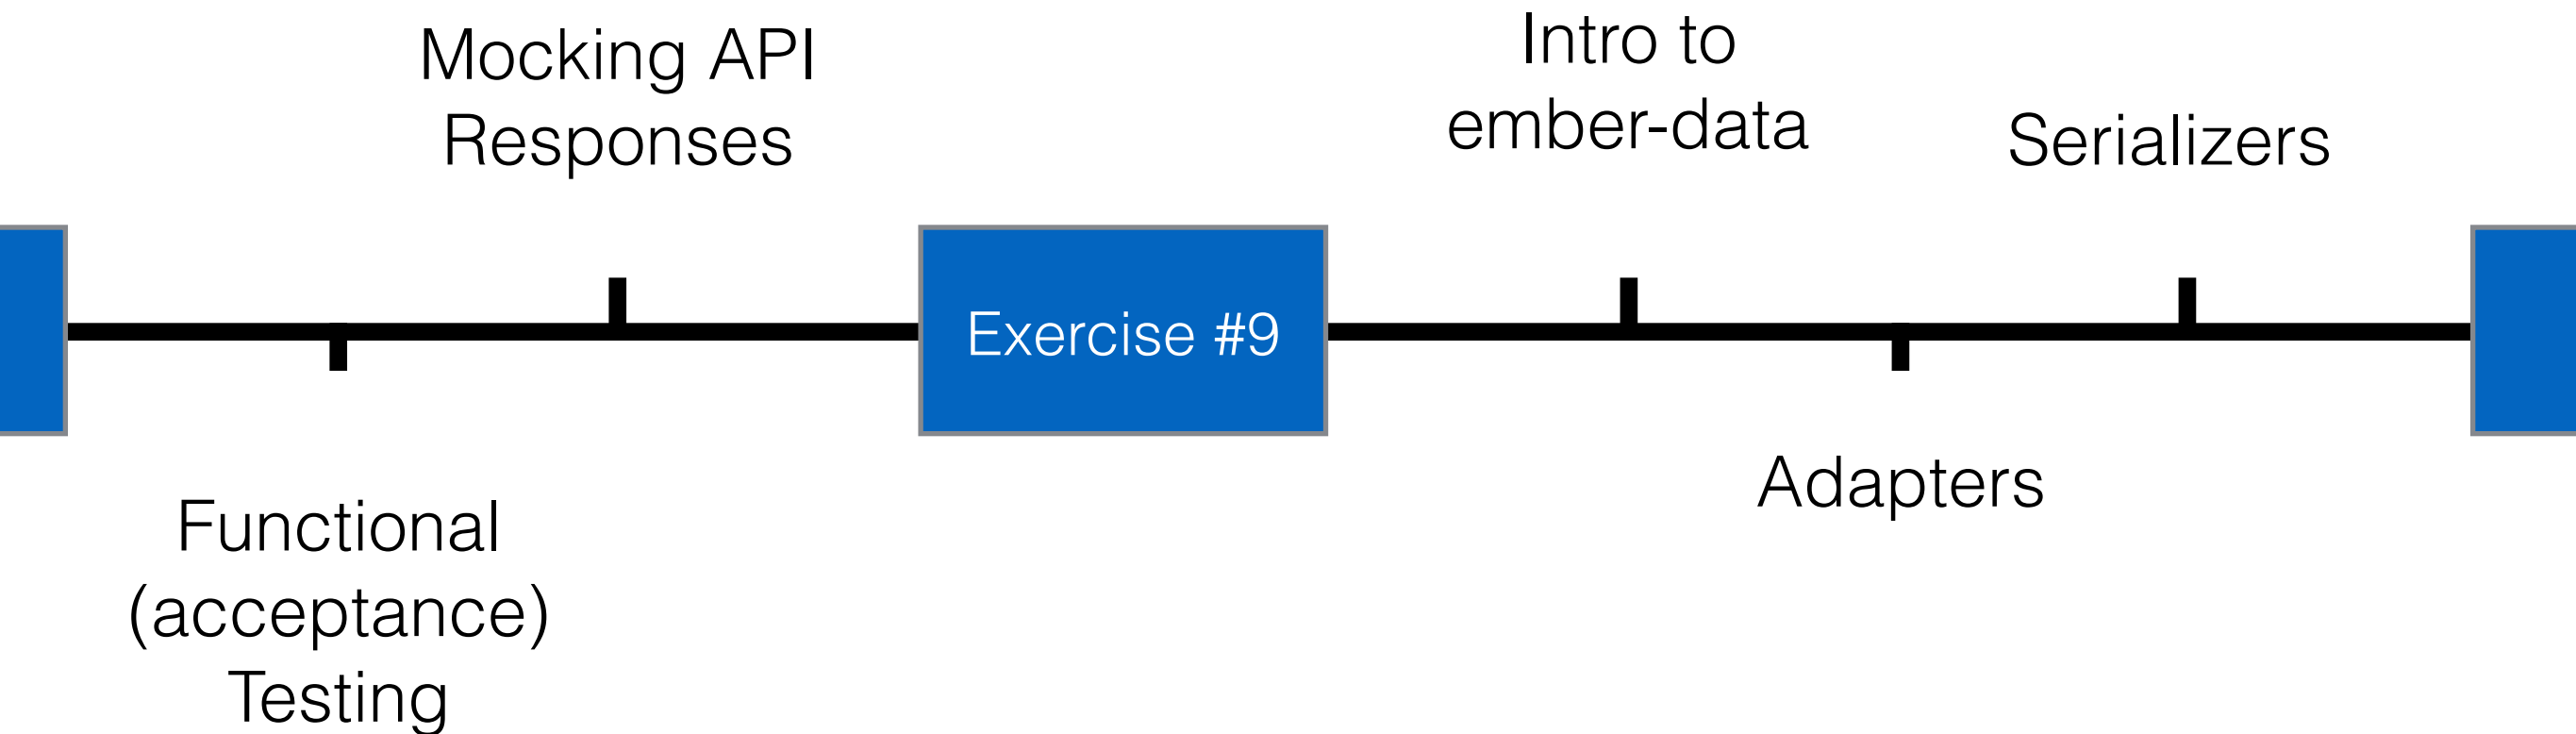 Mocking API
Responses
Intro to
ember-data
Serializers
Exercise #9
Adapters
Functional
(acceptance)
Testing